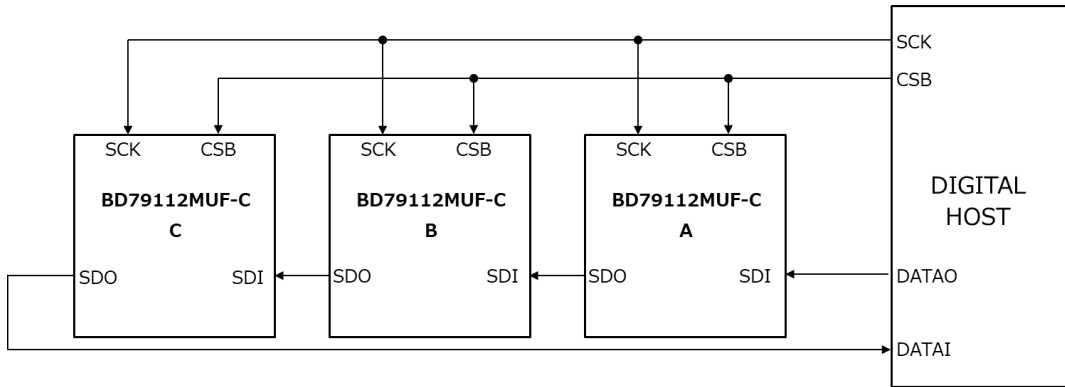 SCK
CSB
SCK CSB
BD79112MUF-C
C
SDO SDI
SCK CSB
BD79112MUF-C
B
SDO SDI
SCK CSB
BD79112MUF-C
A
SDO SDI
DIGITAL
HOST
DATAO
DATAI